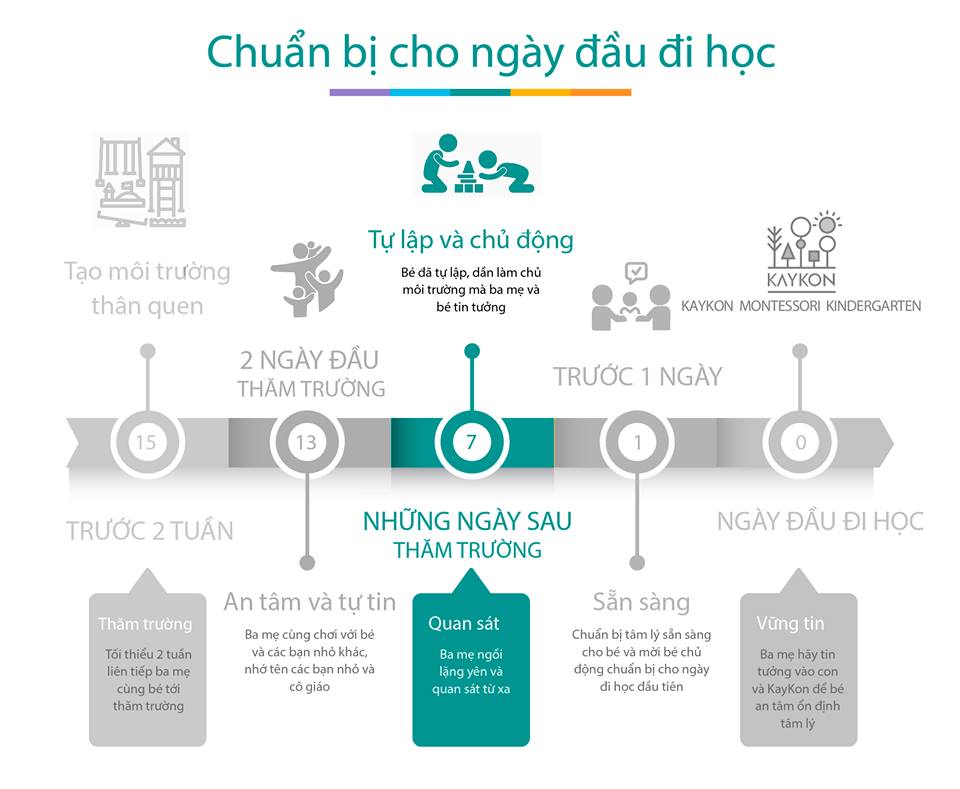 Chuẩn bị cho ngày đầu đi học
Tạo môi trường
thân quen
15
TRƯỚC 2 TUẦN
Thăm trường
Tối thiểu 2 tuần
liên tiếp ba mẹ
cùng bé tới
thăm trường
2 NGÀY ĐẦU
THĂM TRƯỜNG
13
An tâm và tự tin
Ba mẹ cùng chơi với bé
và các bạn nhỏ khác,
nhớ tên các bạn nhỏ và
cô giáo
Tự lập và chủ động
Bé đã tự lập, dần làm chủ
môi trường mà ba mẹ và
bé tin tưởng
7
NHỮNG NGÀY SAU
THĂM TRƯỜNG
Quan sát
Ba mẹ ngồi
lặng yên và
quan sát từ xa
TRƯỚC 1 NGÀY
1
Sẵn sàng
Chuẩn bị tâm lý sẵn sàng
cho bé và mời bé chủ
động chuẩn bị cho ngày
đi học đầu tiên
KAYKON
KAYKON MONTESSORI KINDERGARTEN
0
NGÀY ĐẦU ĐI HỌC
Vững tin
Ba mẹ hãy tin
tưởng vào con
và KayKon để bé
an tâm ổn định
tâm lý